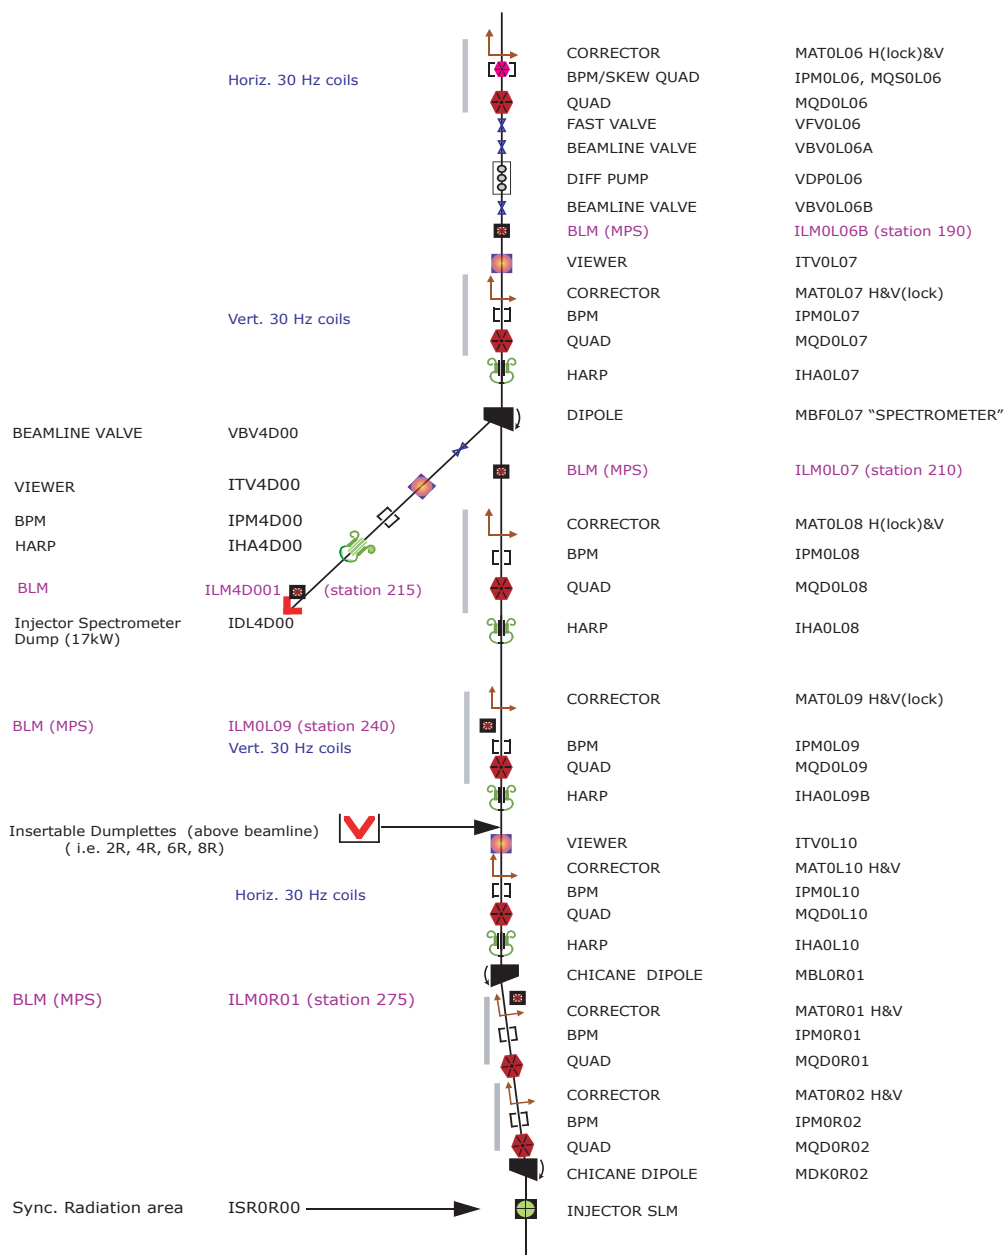 CORRECTOR MAT0L06 H(lock)&V
Horiz. 30 Hz coils BPM/SKEW QUAD IPM0L06, MQS0L06
QUAD MQD0L06
FAST VALVE VFV0L06
BEAMLINE VALVE VBV0L06A
DIFF PUMP VDP0L06
BEAMLINE VALVE VBV0L06B
BLM (MPS) ILM0L06B (station 190)
VIEWER ITV0L07
CORRECTOR MAT0L07 H&V(lock)
Vert. 30 Hz coils BPM IPM0L07
QUAD MQD0L07
HARP IHA0L07
DIPOLE MBF0L07 “SPECTROMETER”
BEAMLINE VALVE VBV4D00
BLM (MPS) ILM0L07 (station 210)
VIEWER ITV4D00
BPM IPM4D00 CORRECTOR MAT0L08 H(lock)&V
HARP IHA4D00 BPM IPM0L08
BLM ILM4D001 (station 215) QUAD MQD0L08
Injector Spectrometer IDL4D00 HARP IHA0L08
Dump (17kW)
CORRECTOR MAT0L09 H&V(lock)
BLM (MPS) ILM0L09 (station 240)
Vert. 30 Hz coils BPM IPM0L09
QUAD MQD0L09
HARP IHA0L09B
Insertable Dumplettes (above beamline)
( i.e. 2R, 4R, 6R, 8R) VIEWER ITV0L10
CORRECTOR MAT0L10 H&V
Horiz. 30 Hz coils BPM IPM0L10
QUAD MQD0L10
HARP IHA0L10
CHICANE DIPOLE MBL0R01
BLM (MPS) ILM0R01 (station 275)
CORRECTOR MAT0R01 H&V
BPM IPM0R01
QUAD MQD0R01
CORRECTOR MAT0R02 H&V
BPM IPM0R02
QUAD MQD0R02
CHICANE DIPOLE MDK0R02
Sync. Radiation area ISR0R00 INJECTOR SLM